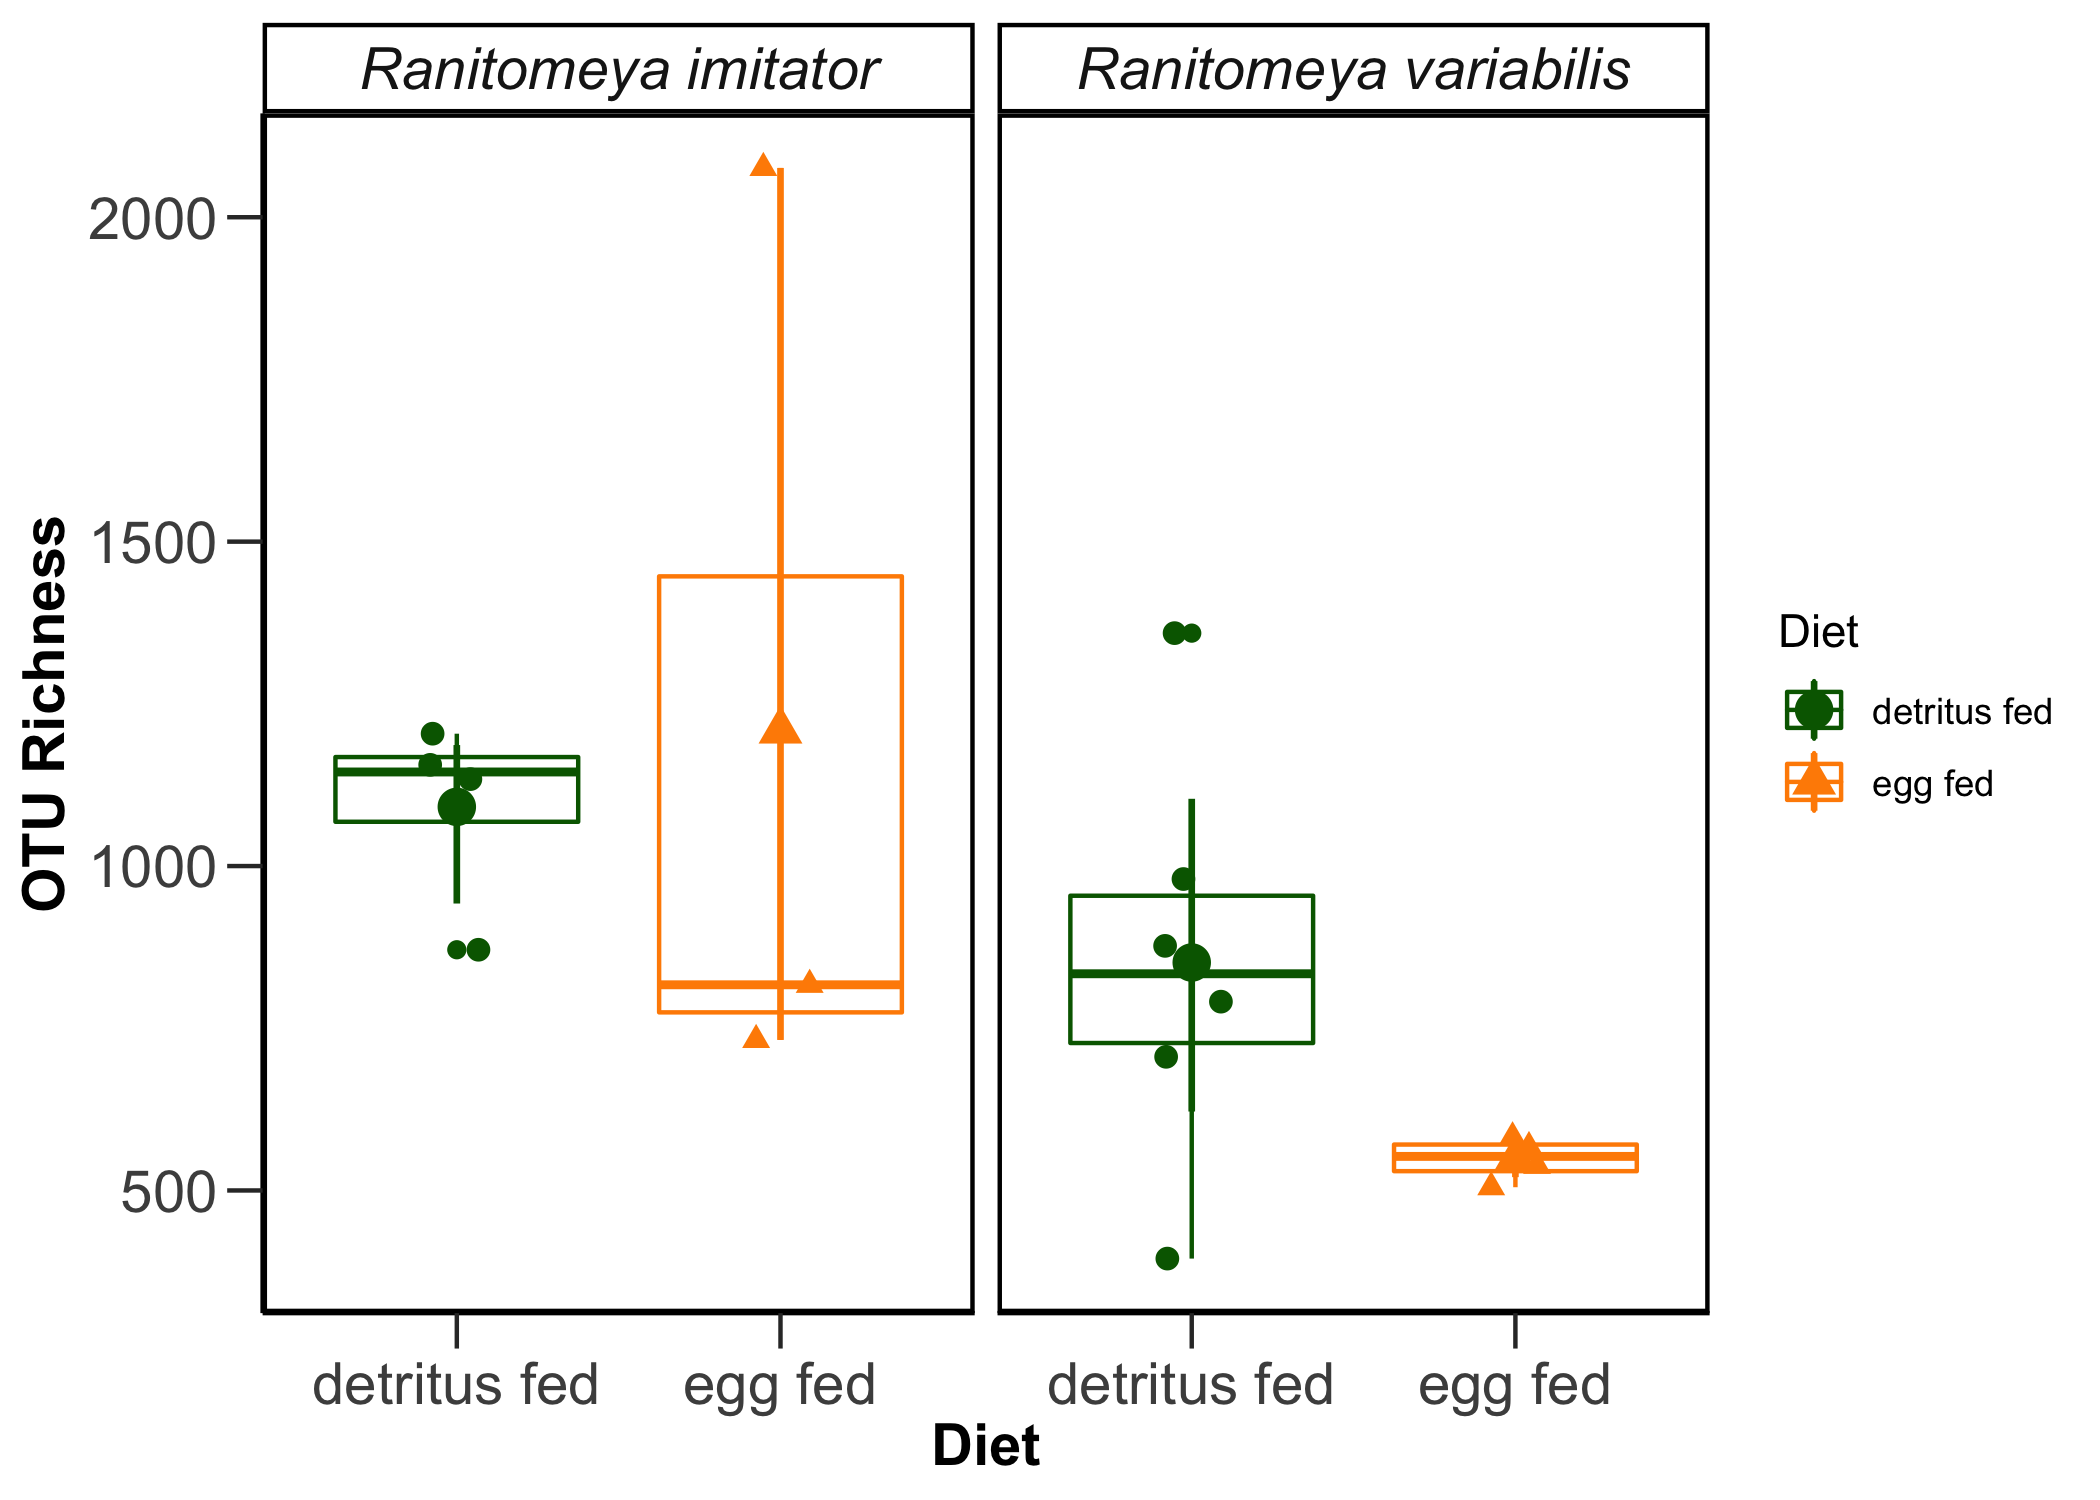 Ranitomeya imitator
Ranitomeya variabilis
OTU Richness
2000
1500
1000
500
detritus fed
egg fed
detritus fed
egg fed
Diet
Diet
detritus fed
egg fed